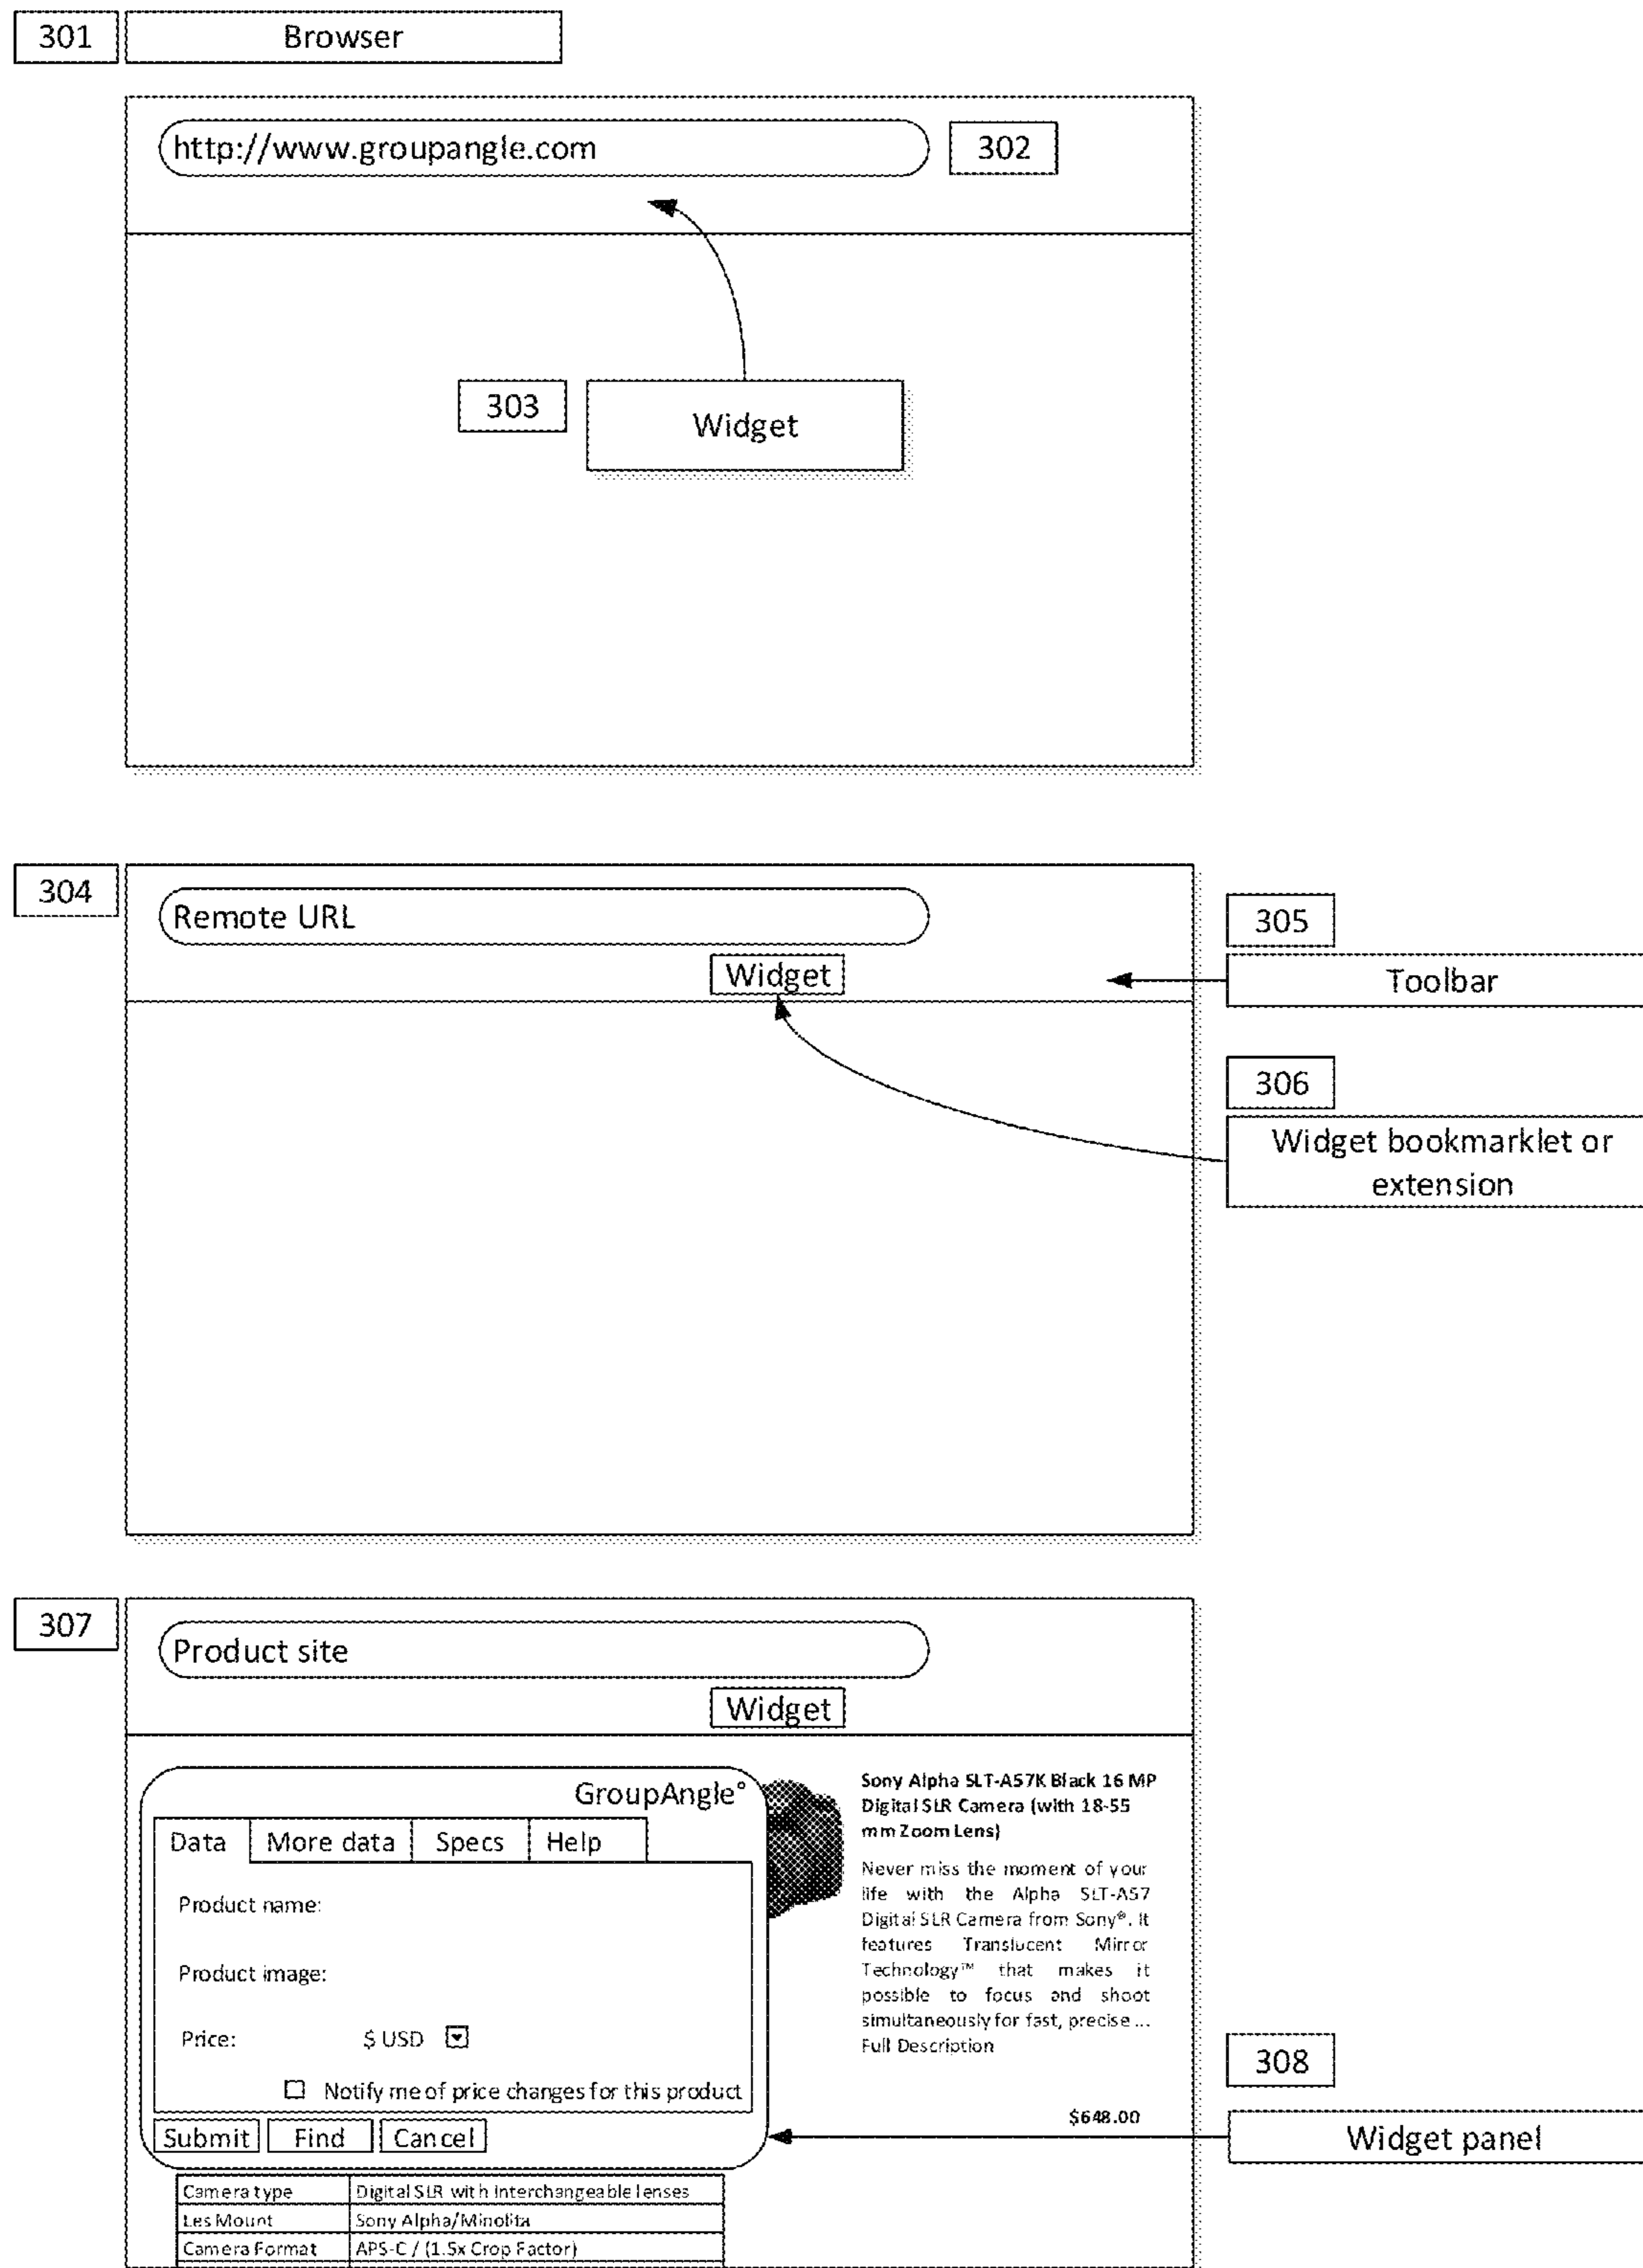 301 Browser
http://www.groupangle.com 302
303 Widget
304 Remote URL
Widget
305
Toolbar
306
Widget bookmarklet or
extension
307 Product site
Widget
GroupAngle°
Data More data Specs Help
Product name:
Product image:
Price: $ USD
Notify me of price changes for this product
Submit Find Cancel
Sony Alpha SLT-A57K Black 16 MP
Digital SLR Camera (with 18-55
mm Zoom Lens)
Never miss the moment of your
life with the Alpha SLT-A57
Digital SLR Camera from Sony®. It
features Translucent Mirror
Technology™ that makes it
possible to focus and shoot
simultaneously for fast, precise ...
Full Description
$648.00
308
Widget panel
Camera type Digital SLR with interchangeable lenses
Les Mount Sony Alpha/Minolita
Camera Format APS-C / (1.5x Crop Factor)